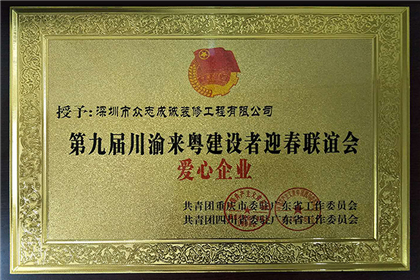 授予：深圳市众志成诚装修工程有限公司
第九届川渝来粤建设者迎春联谊会
爱心企业
共青团重庆市委驻广东省工作委员会
共青团四川省委驻广东省工作委员会